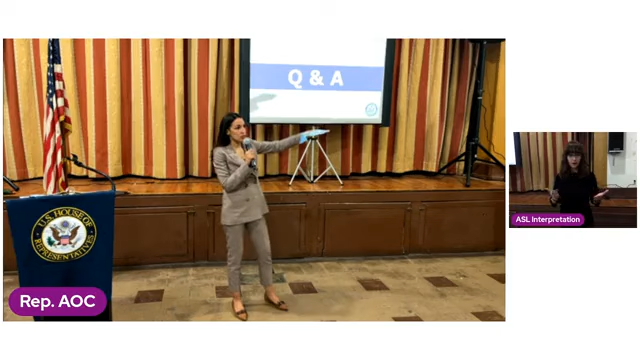 Q & A
U.S. HOUSE OF
REPRESENTATIVES
Rep. AOC
ASL Interpretation